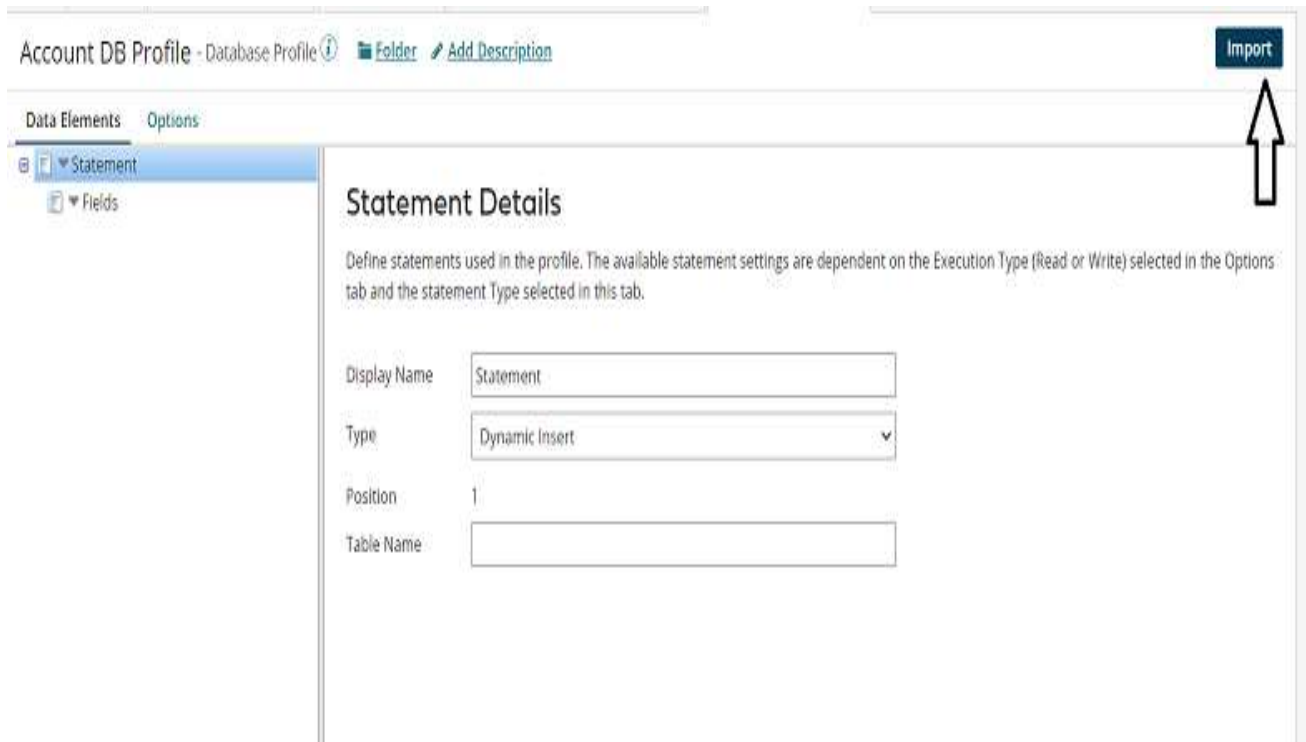 Account DB Profile - Database Profile Folder Add Description
Import
Data Elements Options
Statement
Fields
Statement Details
Define statements used in the profile. The available statement settings are dependent on the Execution Type (Read or Write) selected in the Options
tab and the statement Type selected in this tab.
Display Name Statement
Type Dynamic Insert
Position 1
Table Name